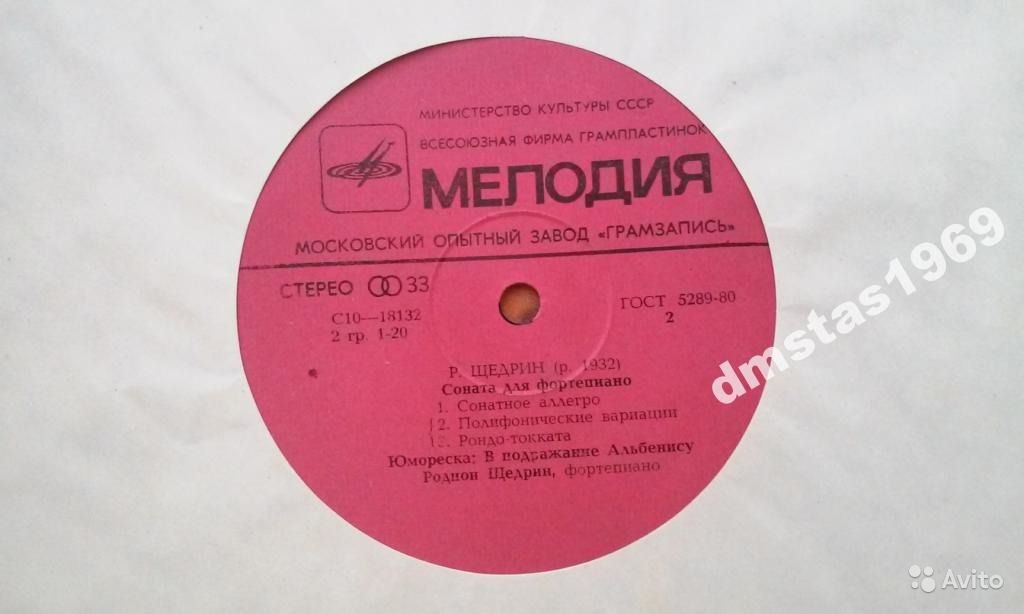 МИНИСТЕРСТВО КУЛЬТУРЫ СССР
ВСЕСОЮЗНАЯ ФИРМА ГРАМПЛАСТИНОК
МЕЛОДИЯ
МОСКОВСКИЙ ОПЫТНЫЙ ЗАВОД «ГРАМЗАПИСЬ»
СТЕРЕО 33
С10—18132
2 гр. 1-20
ГОСТ 5289-80
2
Р. ЩЕДРИН (р. 1932)
Соната для фортепиано
1. Сонатное аллегро
2. Полифонические вариации
3. Рондо-токката
Юмореска; В подражание Альбенису
Родион Щедрин, фортепиано
dmstas1969
Avito